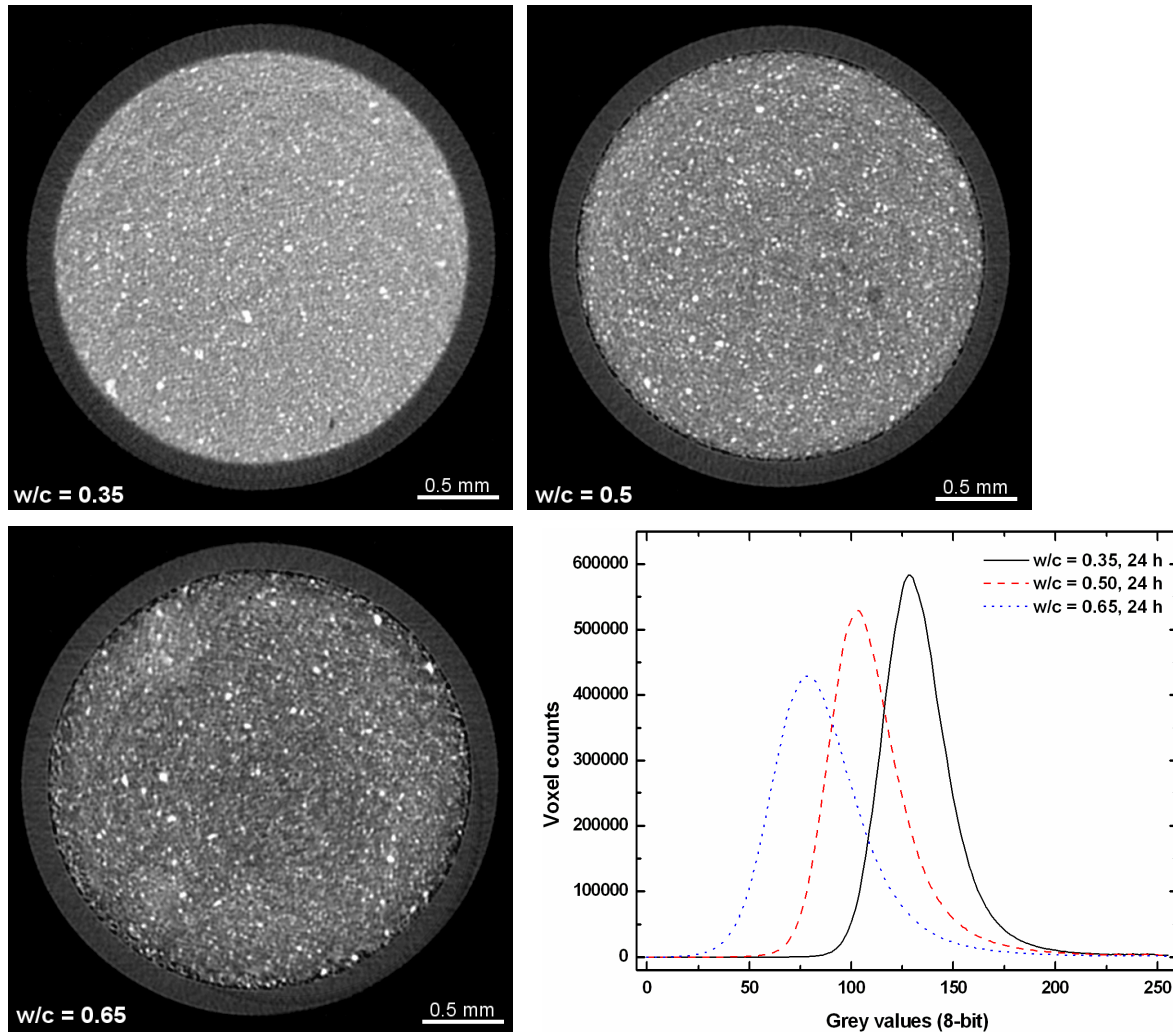 w/c = 0.35
0.5 mm
w/c = 0.5
0.5 mm
w/c = 0.65
0.5 mm
600000
500000
400000
300000
200000
100000
0
Voxel counts
w/c = 0.35, 24 h
w/c = 0.50, 24 h
w/c = 0.65, 24 h
0 50 100 150 200 250
Grey values (8-bit)